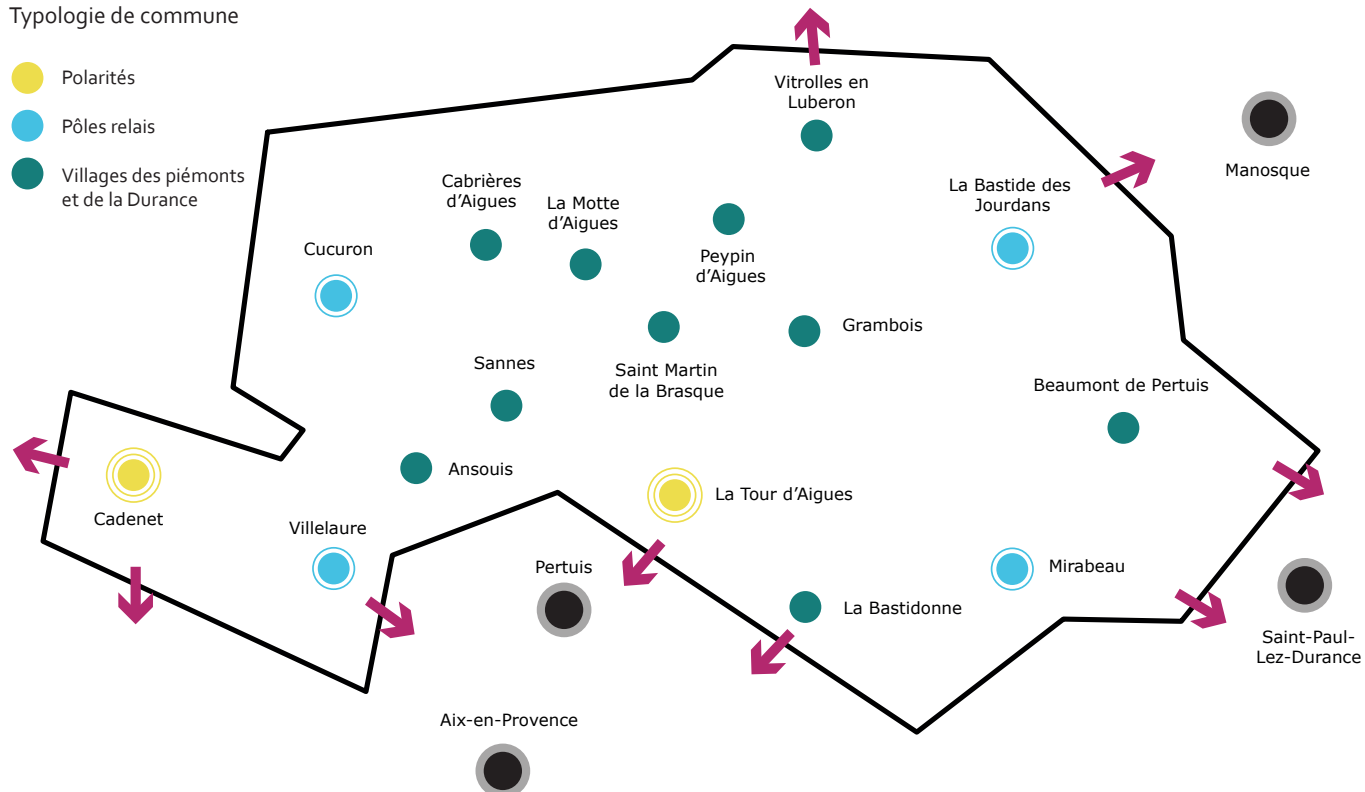 Typologie de commune
Polarités
Pôles relais
Villages des piémonts
et de la Durance
Vitrolles en
Luberon
Manosque
Cabrières
d'Aigues
La Motte
d'Aigues
La Bastide des
Jourdans
Cucuron
Peypin
d'Aigues
Grambois
Sannes
Saint Martin
de la Brasque
Beaumont de Pertuis
Ansouis
La Tour d'Aigues
Cadenet
Villelaure
Pertuis
Mirabeau
La Bastidonne
Saint-Paul-
Lez-Durance
Aix-en-Provence